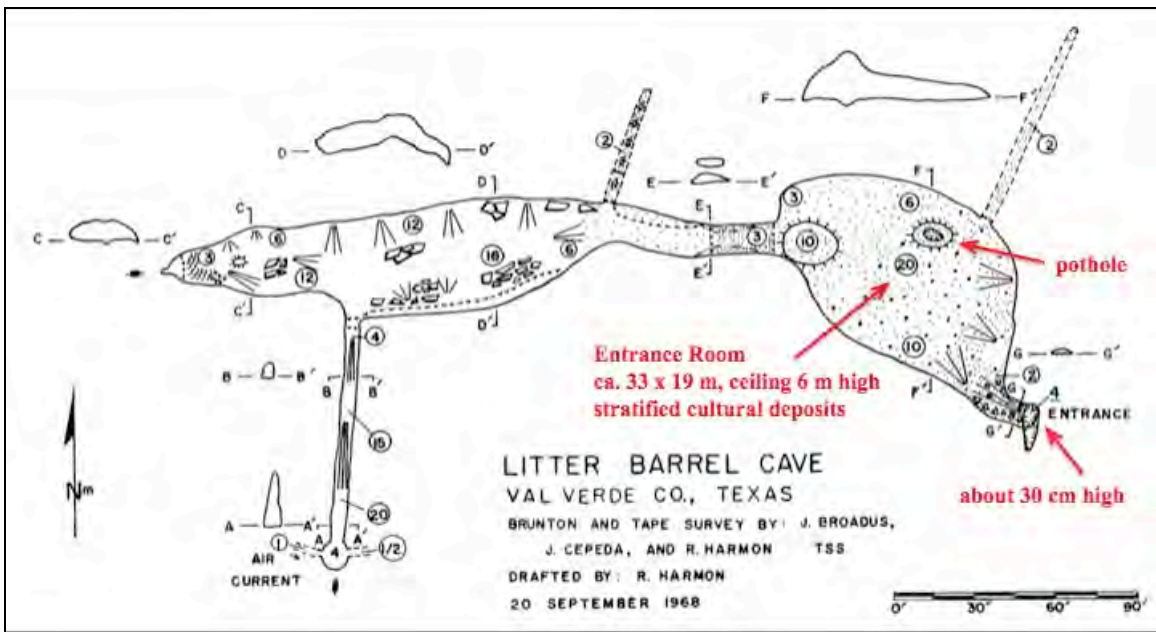 F — F'
D — D'
2
2
D
E — E'
F
3
6
C
C — C'
6
12
E
3
10
20
pothole
3
12
16
6
E'
C'
D'
Entrance Room
ca. 33 x 19 m, ceiling 6 m high
stratified cultural deposits
10
G — G'
2
G
F'
4
ENTRANCE
G'
4
B — B'
B B'
15
LITTER BARREL CAVE
VAL VERDE CO., TEXAS
about 30 cm high
Nm
20
BRUNTON AND TAPE SURVEY BY: J. BROADUS,
J. CEPEDA, AND R. HARMON TSS
DRAFTED BY: R. HARMON
20 SEPTEMBER 1968
A — A' A'
A A'
1
4
1/2
AIR
CURRENT
0' 30' 60' 90'